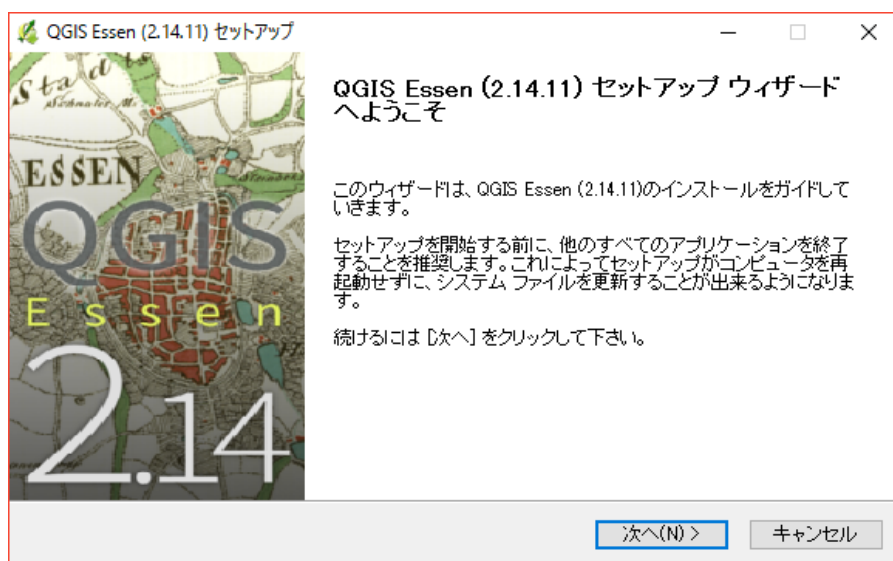 QGIS Essen (2.14.11) セットアップ
QGIS Essen (2.14.11) セットアップ ウィザード
へようこそ
このウィザードは、QGIS Essen (2.14.11)のインストールをガイドして
いきます。
セットアップを開始する前に、他のすべてのアプリケーションを終了
することを推奨します。これによってセットアップがコンピュータを再
起動せずに、システム ファイルを更新することが出来るようになりま
す。
続けるには [次へ] をクリックして下さい。
ESSEN
QGIS
Essen
2.14
次へ(N) >
キャンセル